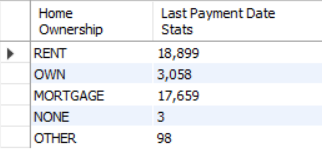 Home Ownership Last Payment Date Stats
RENT 18,899
OWN 3,058
MORTGAGE 17,659
NONE 3
OTHER 98